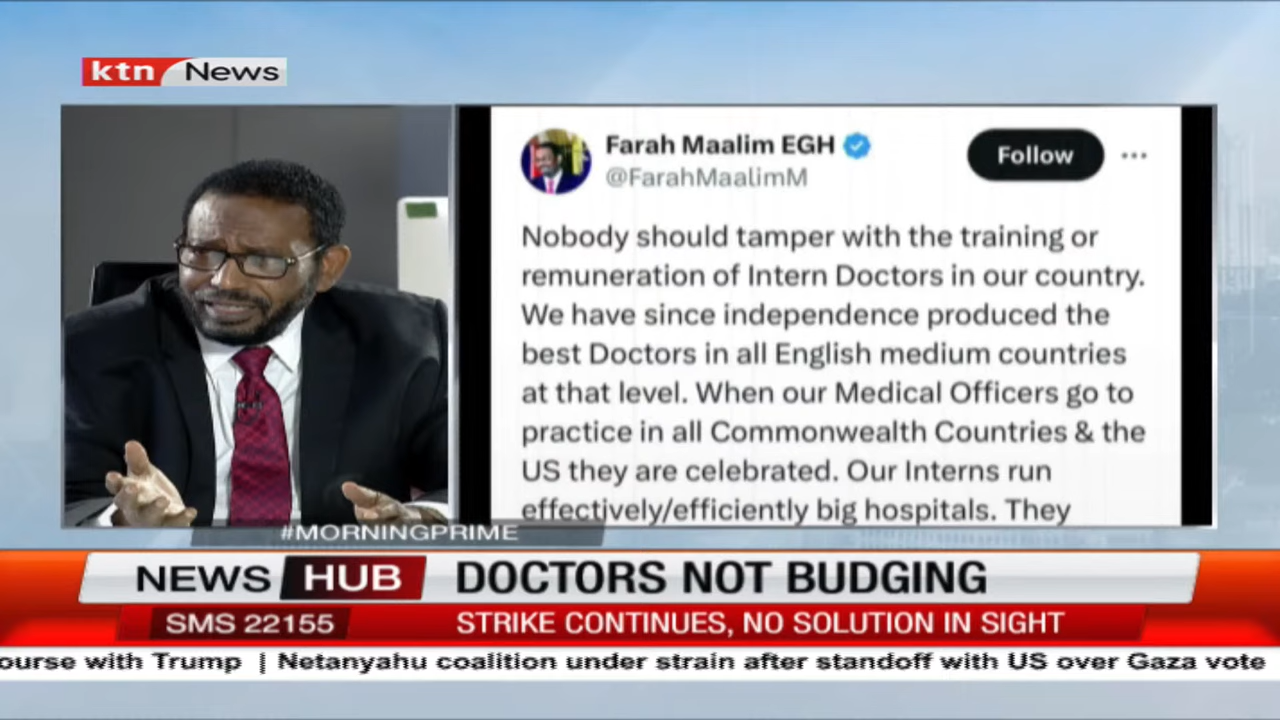 ktn News
Farah Maalim EGH
@FarahMaalimM
Follow
Nobody should tamper with the training or
remuneration of Intern Doctors in our country.
We have since independence produced the
best Doctors in all English medium countries
at that level. When our Medical Officers go to
practice in all Commonwealth Countries & the
US they are celebrated. Our Interns run
effectively/efficiently big hospitals. They
#MORNINGPRIME
NEWS HUB
DOCTORS NOT BUDGING
SMS 22155
STRIKE CONTINUES, NO SOLUTION IN SIGHT
ourse with Trump | Netanyahu coalition under strain after standoff with US over Gaza vote